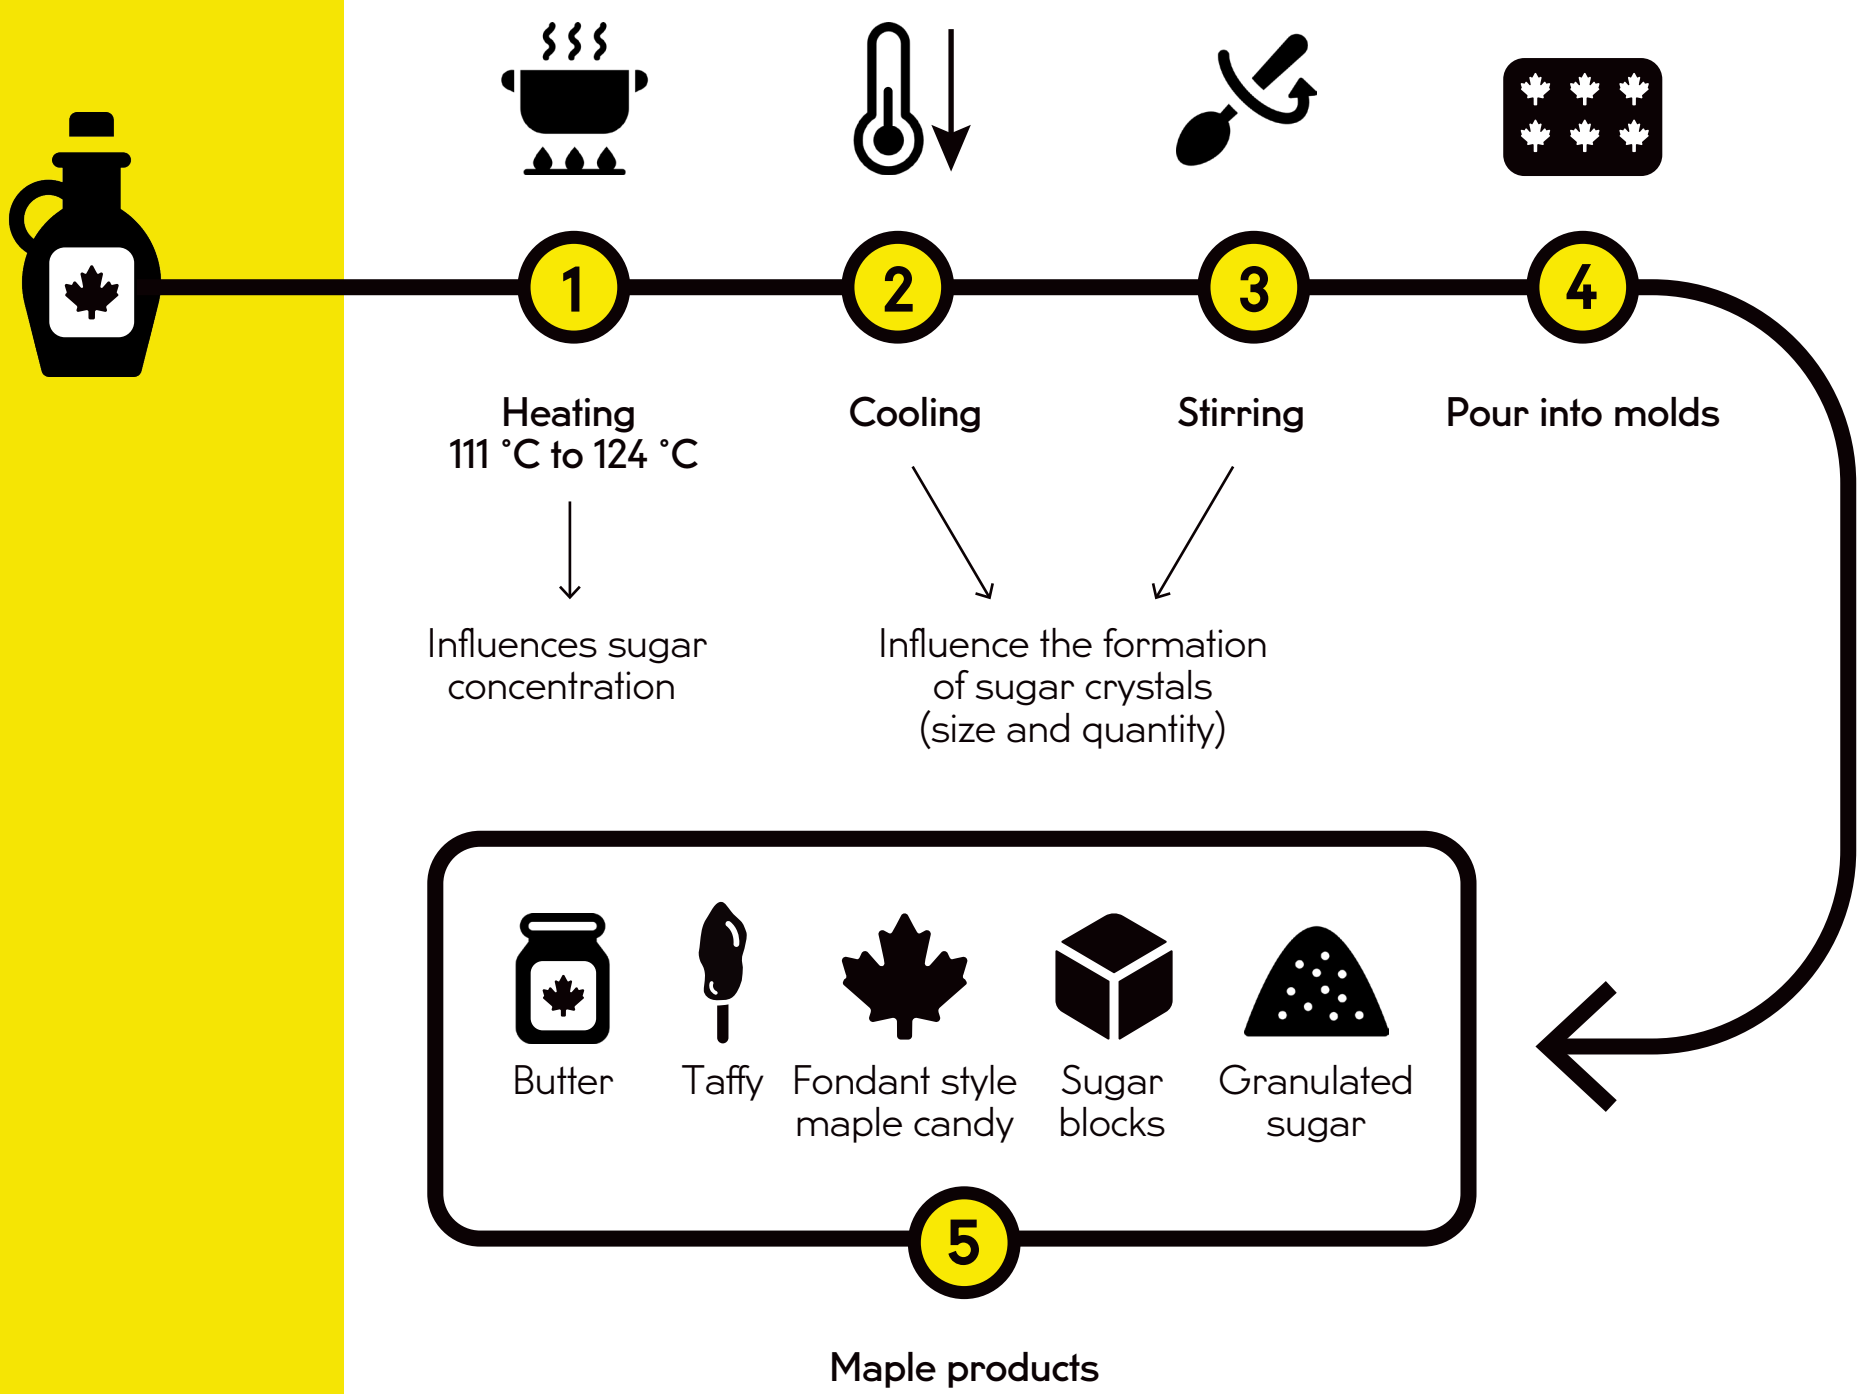 1
2
3
4
Heating
111 °C to 124 °C
Cooling
Stirring
Pour into molds
Influences sugar
concentration
Influence the formation
of sugar crystals
(size and quantity)
Butter
Taffy
Fondant style
maple candy
Sugar
blocks
Granulated
sugar
5
Maple products